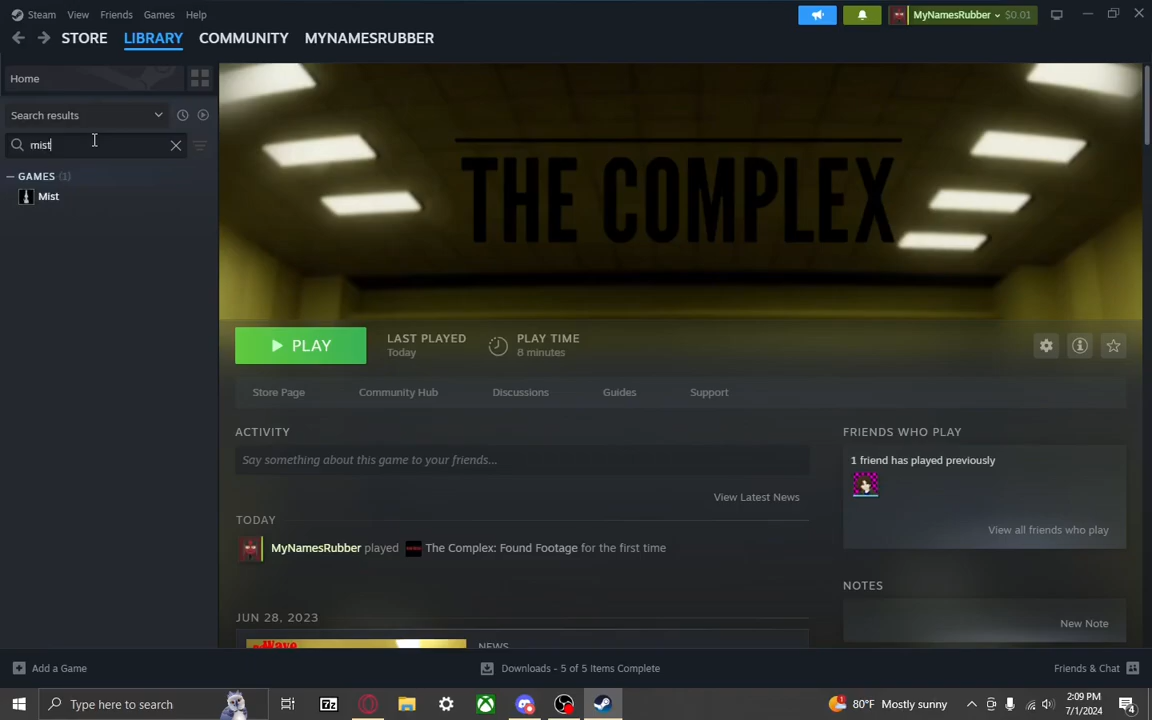 Steam View Friends Games Help
MyNamesRubber $0.01
STORE LIBRARY COMMUNITY MYNAMESRUBBER
Home
Search results
mist
GAMES (1)
Mist
THE COMPLEX
PLAY
LAST PLAYED
Today
PLAY TIME
8 minutes
Store Page Community Hub Discussions Guides Support
ACTIVITY
Say something about this game to your friends...
View Latest News
TODAY
MyNamesRubber played The Complex: Found Footage for the first time
JUN 28, 2023
Wave
NEWS
FRIENDS WHO PLAY
1 friend has played previously
View all friends who play
NOTES
New Note
Add a Game
Downloads - 5 of 5 Items Complete
Friends & Chat
Type here to search
7z
1
80°F Mostly sunny
2:09 PM
7/1/2024
4